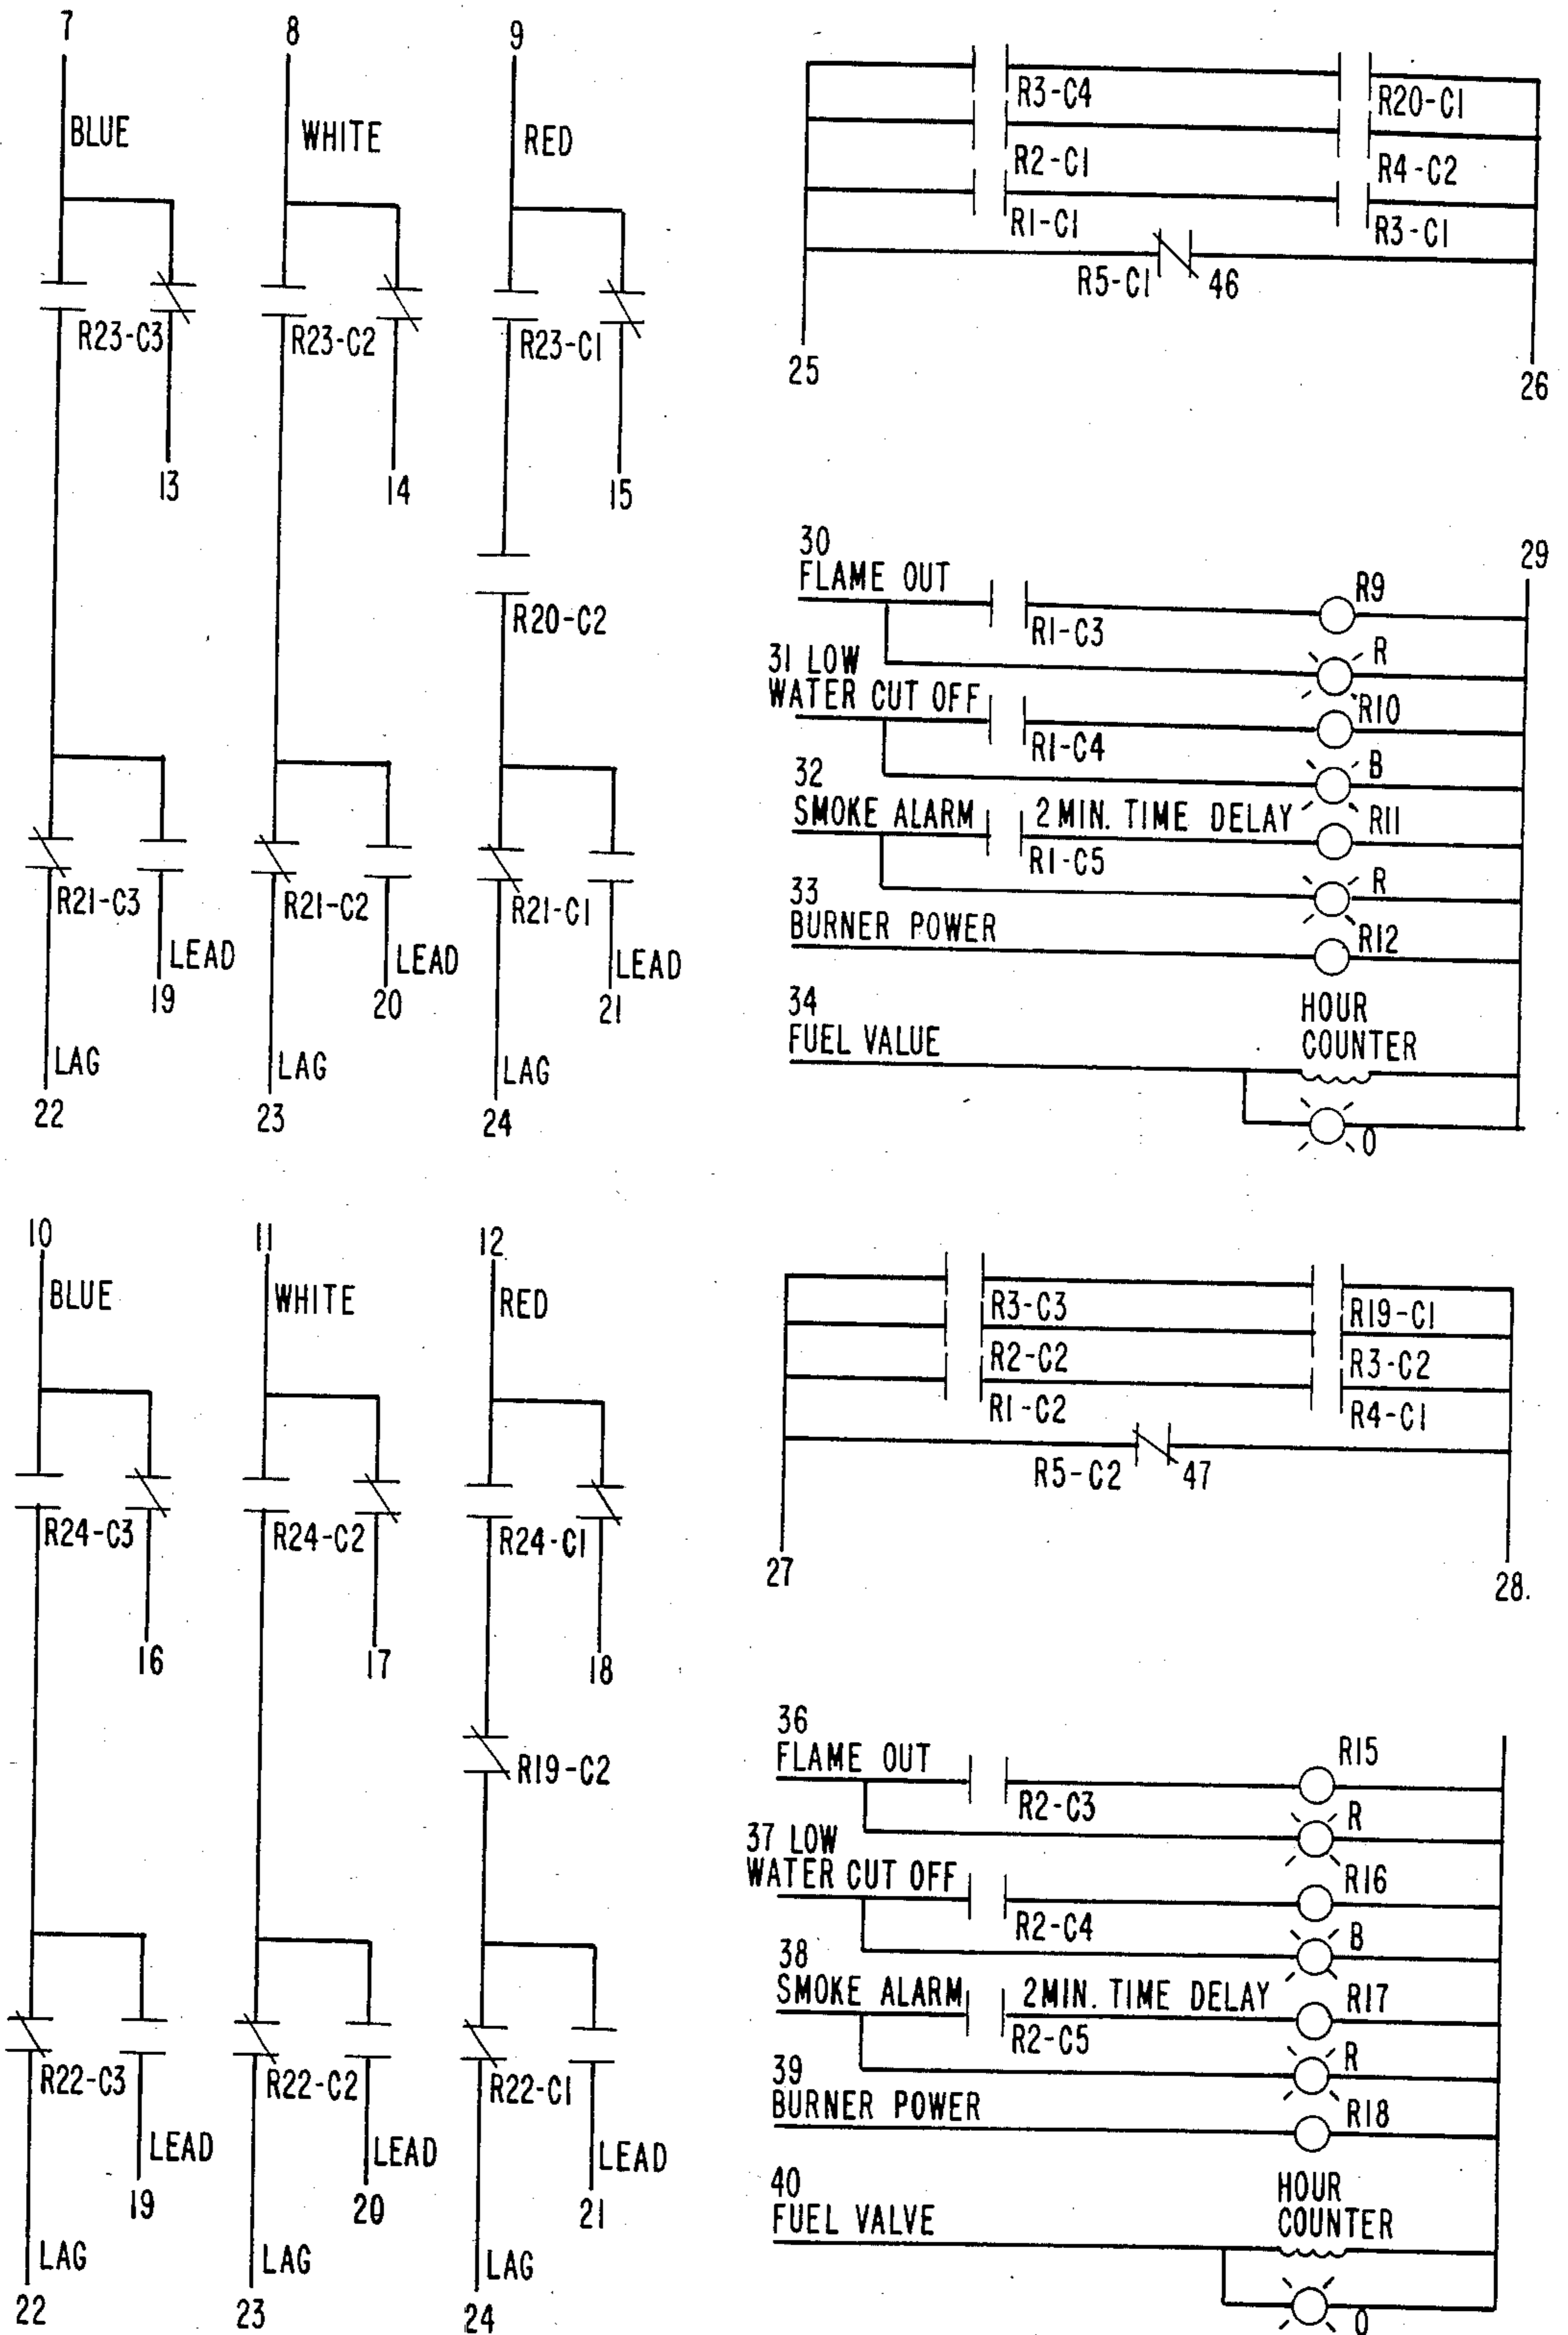 7
8
9
BLUE
WHITE
RED
R23-C3
R23-C2
R23-C1
13
14
15
R20-C2
R21-C3
R21-C2
R21-C1
LEAD
LEAD
LEAD
19
20
21
LAG
LAG
LAG
22
23
24
R3-C4
R20-C1
R2-C1
R4-C2
R1-C1
R3-C1
R5-C1
46
25
26
29
30
FLAME OUT
R9
R1-C3
R
31 LOW
WATER CUT OFF
R10
R1-C4
B
32
SMOKE ALARM
2 MIN. TIME DELAY
R11
R1-C5
R
33
BURNER POWER
R12
34
FUEL VALUE
HOUR
COUNTER
O
10
11
12
BLUE
WHITE
RED
R24-C3
R24-C2
R24-C1
16
17
18
R19-C2
R22-C3
R22-C2
R22-C1
LEAD
LEAD
LEAD
19
20
21
LAG
LAG
LAG
22
23
24
R3-C3
R19-C1
R2-C2
R3-C2
R1-C2
R4-C1
R5-C2
47
27
28.
36
FLAME OUT
R15
R2-C3
R
37 LOW
WATER CUT OFF
R16
R2-C4
B
38
SMOKE ALARM
2MIN. TIME DELAY
R17
R2-C5
R
39
BURNER POWER
R18
40
FUEL VALVE
HOUR
COUNTER
O